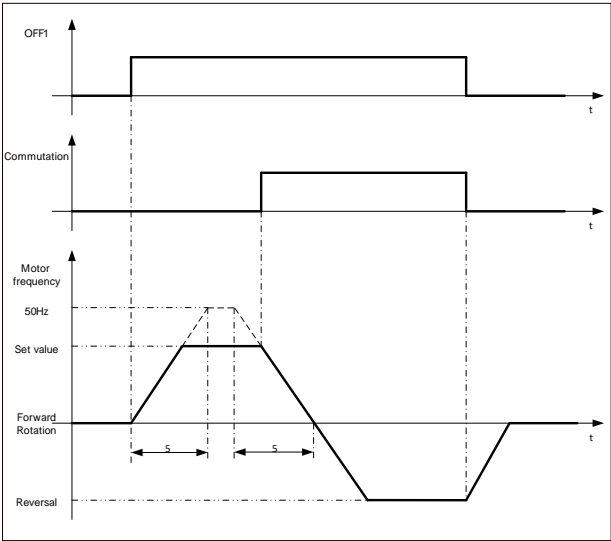 OFF1
t
Commutation
t
Motor
frequency
50Hz
Set value
Forward
Rotation
t
5
5
Reversal